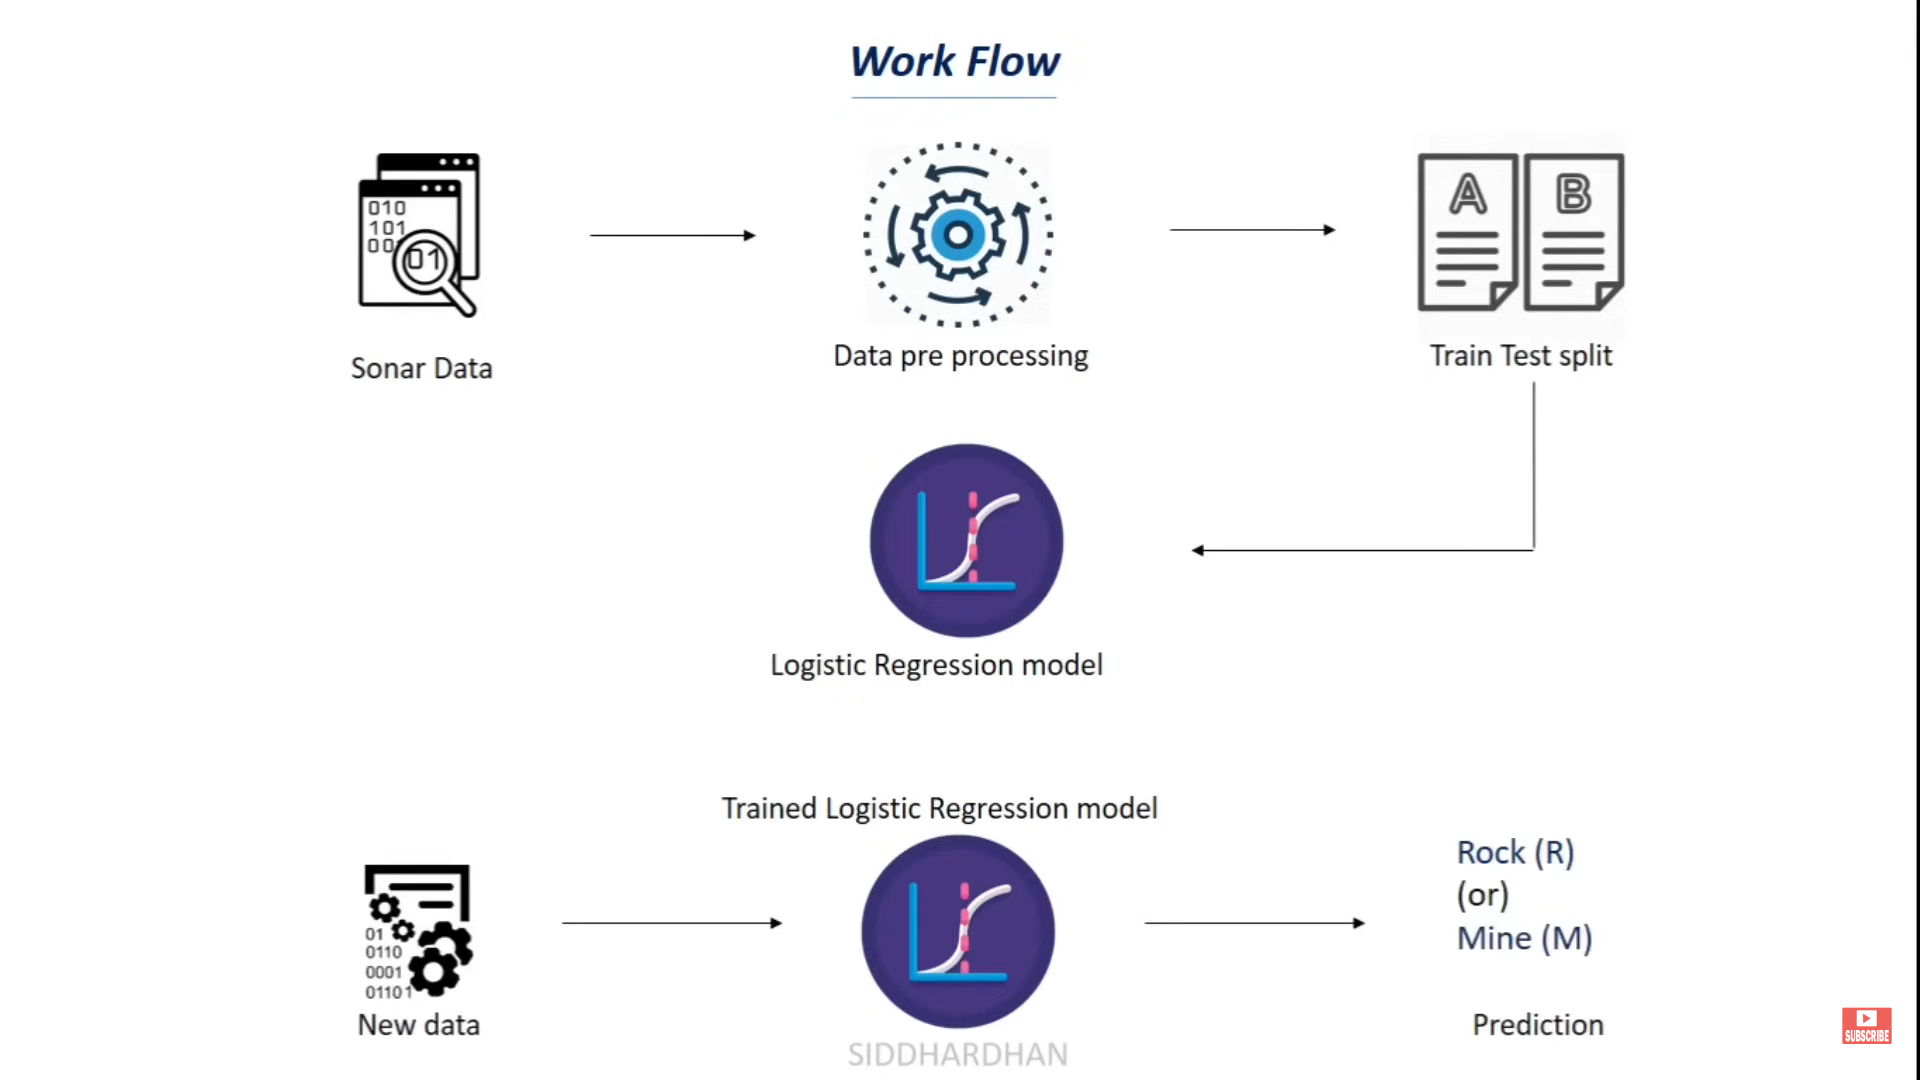 Work Flow
010
101
00
01
A
B
Sonar Data
Data pre processing
Train Test split
Logistic Regression model
Trained Logistic Regression model
01
0110
0001
01101
Rock (R)
(or)
Mine (M)
New data
Prediction
SIDDHARDHAN
SUBSCRIBE